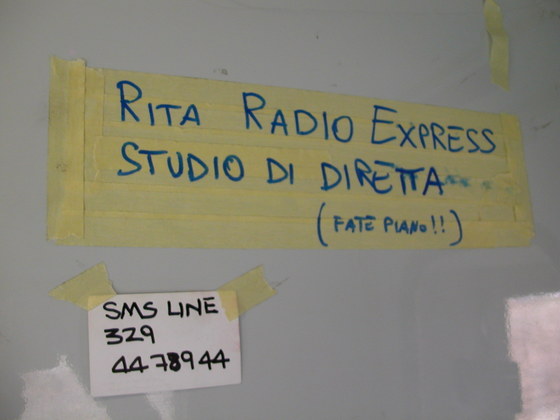 RITA RADIO EXPRESS
STUDIO DI DIRETTA
(FATE PIANO!!)
SMS LINE
329
4478944